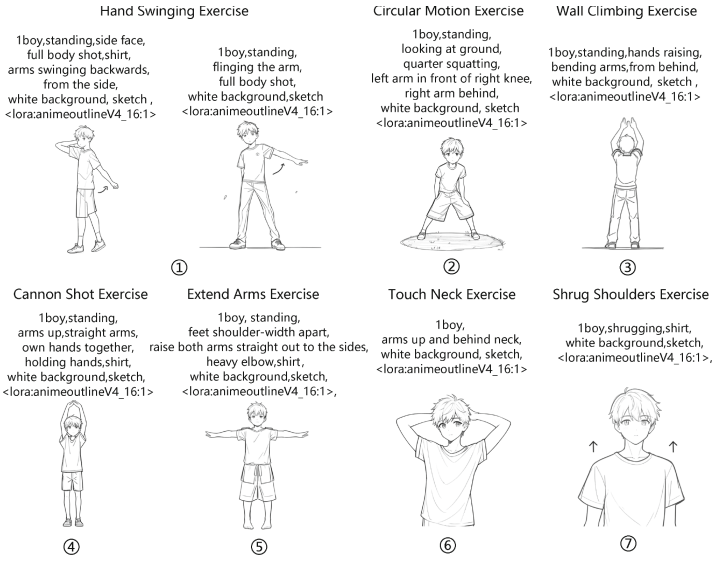 Hand Swinging Exercise
1boy,standing,side face,
full body shot,shirt,
arms swinging backwards,
from the side,
white background, sketch ,
<lora:animeoutlineV4_16:1>
1boy,standing,
flinging the arm,
full body shot,
white background,sketch
<lora:animeoutlineV4_16:1>
①
Circular Motion Exercise
1boy,standing,
looking at ground,
quarter squatting,
left arm in front of right knee,
right arm behind,
white background, sketch
<lora:animeoutlineV4_16:1>
②
Wall Climbing Exercise
1boy,standing,hands raising,
bending arms,from behind,
white background, sketch ,
<lora:animeoutlineV4_16:1>
③
Cannon Shot Exercise
1boy,standing,
arms up,straight arms,
own hands together,
holding hands,shirt,
white background,sketch,
<lora:animeoutlineV4_16:1>
④
Extend Arms Exercise
1boy, standing,
feet shoulder-width apart,
raise both arms straight out to the sides,
heavy elbow,shirt,
white background,sketch,
<lora:animeoutlineV4_16:1>,
⑤
Touch Neck Exercise
1boy,
arms up and behind neck,
white background, sketch,
<lora:animeoutlineV4_16:1>
⑥
Shrug Shoulders Exercise
1boy,shrugging,shirt,
white background, sketch,
<lora:animeoutlineV4_16:1>,
⑦